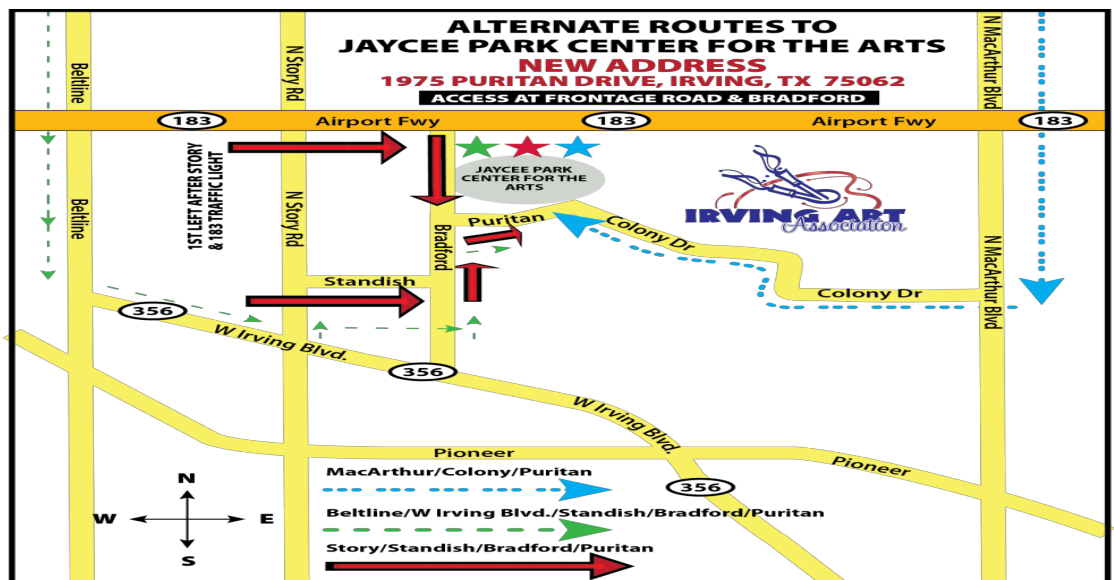 ALTERNATE ROUTES TO
JAYCEE PARK CENTER FOR THE ARTS
NEW ADDRESS
1975 PURITAN DRIVE, IRVING, TX 75062
ACCESS AT FRONTAGE ROAD & BRADFORD
Beltline
N Story Rd
N MacArthur Blvd
183
Airport Fwy
183
Airport Fwy
183
1ST LEFT AFTER STORY
& 183 TRAFFIC LIGHT
JAYCEE PARK
CENTER FOR THE
ARTS
IRVING ART
Association
Beltline
N Story Rd
Bradford
Puritan
Colony Dr
N MacArthur Blvd
Standish
Colony Dr
356
W Irving Blvd.
356
W Irving Blvd.
Pioneer
Pioneer
356
MacArthur/Colony/Puritan
Beltline/W Irving Blvd./Standish/Bradford/Puritan
Story/Standish/Bradford/Puritan
N
W
E
S